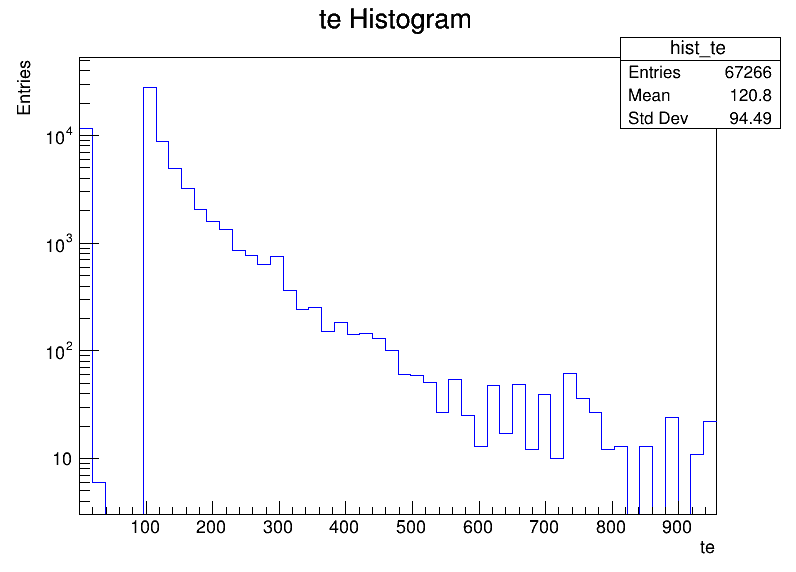 te Histogram
hist_te
Entries 67266
Mean 120.8
Std Dev 94.49
Entries
10^4
10^3
10^2
10
100 200 300 400 500 600 700 800 900
te